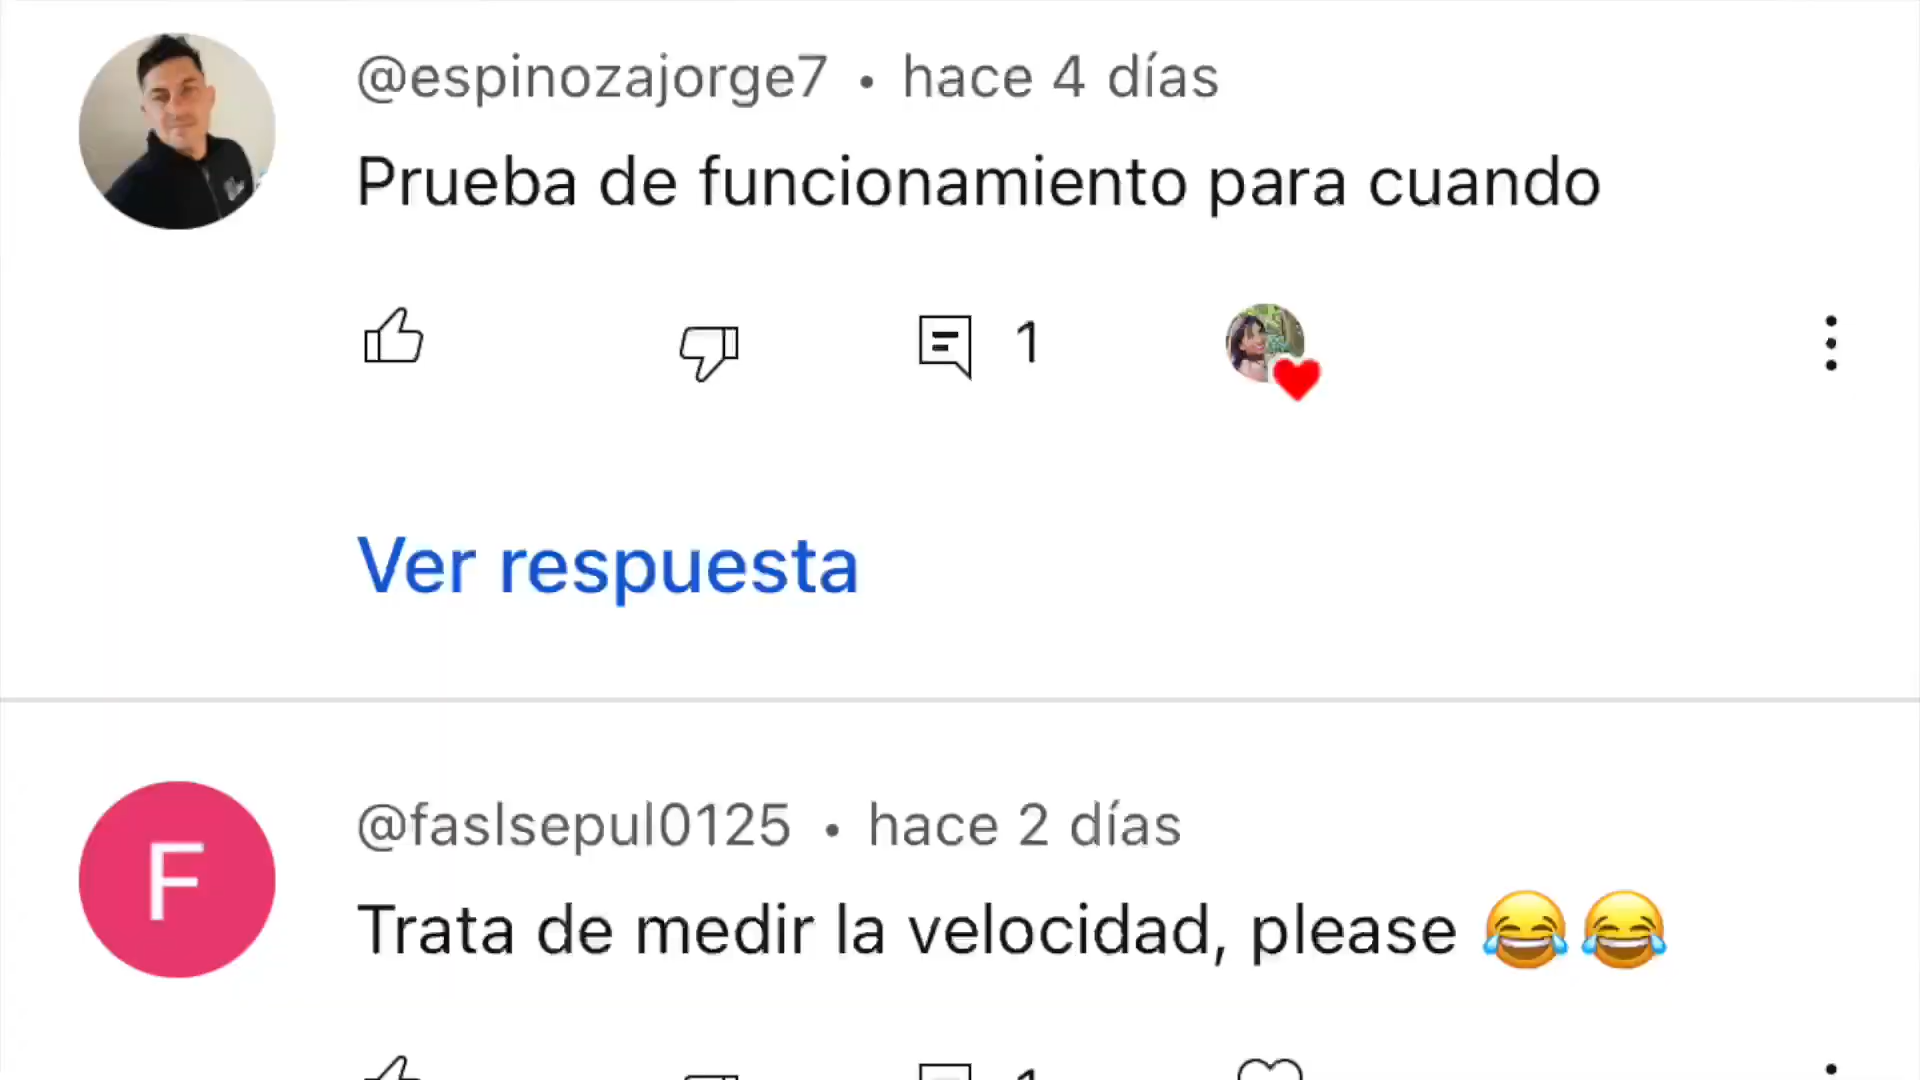 @espinozajorge7 • hace 4 días
Prueba de funcionamiento para cuando
1
Ver respuesta
F
@faslsepul0125 • hace 2 días
Trata de medir la velocidad, please 😂😂
1